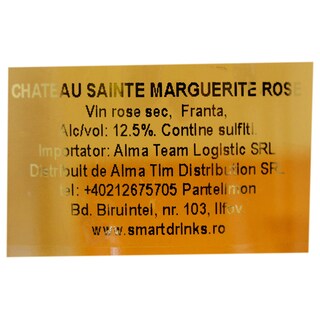 CHATEAU SAINTE MARGUERITE ROSE
Vin rose sec, Franta,
Alc/vol: 12.5%. Contine sulfiti.
Importator: Alma Team Logistic SRL
Distribuit de Alma Tim Distribution SRL
tel: +40212675705 Pantelimon
Bd. Biruintei, nr. 103, Ilfov
www.smartdrinks.ro